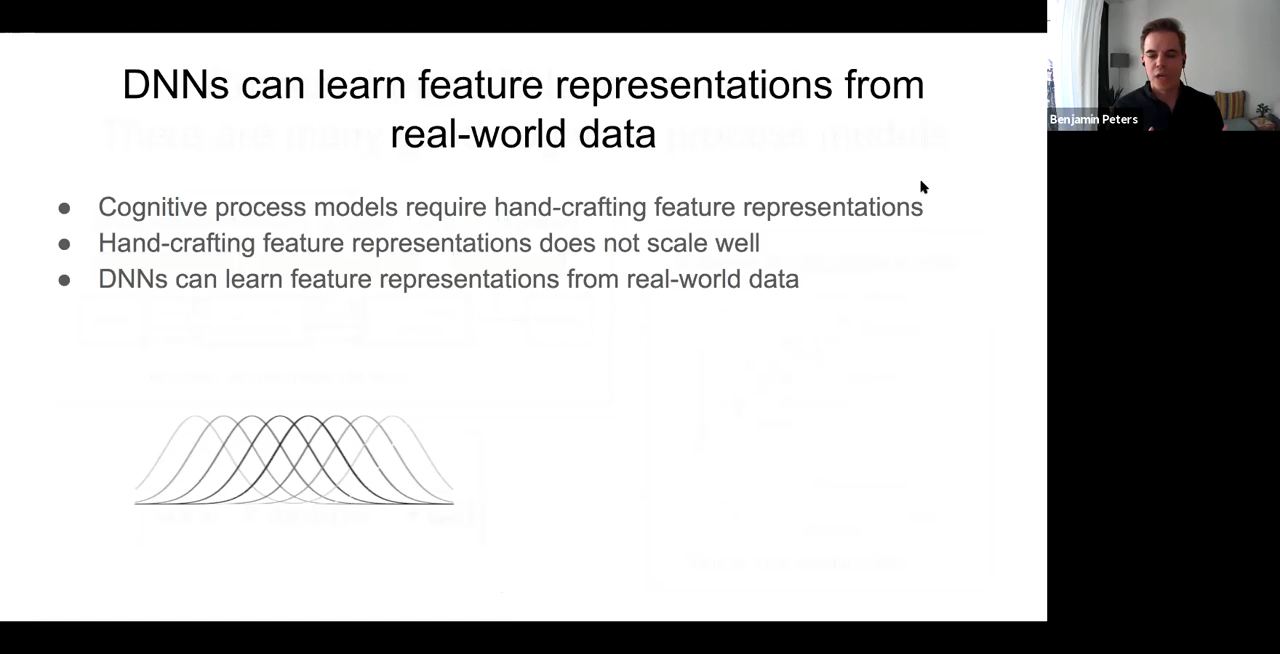 DNNs can learn feature representations from
real-world data
● Cognitive process models require hand-crafting feature representations
● Hand-crafting feature representations does not scale well
● DNNs can learn feature representations from real-world data
Benjamin Peters